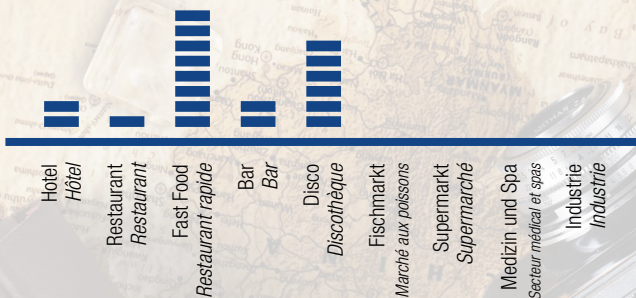 Hotel
Hôtel
Restaurant
Restaurant
Fast Food
Restaurant rapide
Bar
Bar
Disco
Discothèque
Fischmarkt
Marché aux poissons
Supermarkt
Supermarché
Medizin und Spa
Secteur médical et spas
Industrie
Industrie